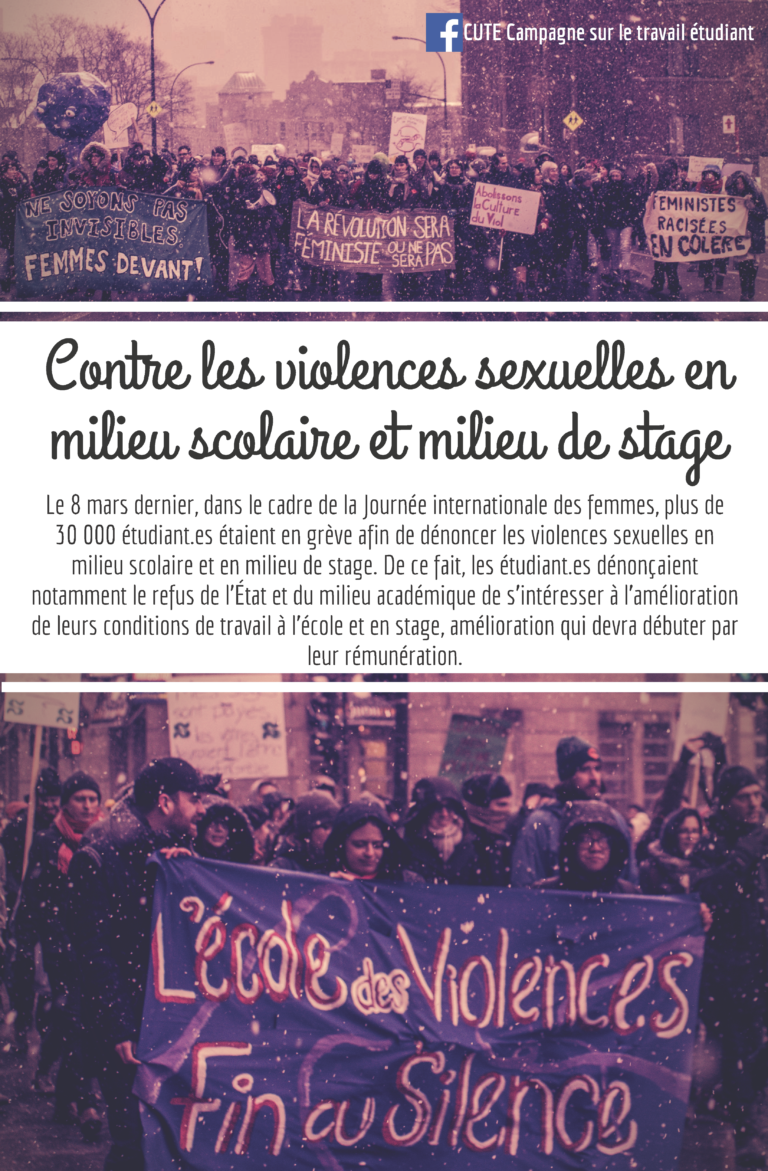 CUTE Campagne sur le travail étudiant
NE SOYONS PAS
INVISIBLES,
FEMMES DEVANT!
LA RÉVOLUTION SERA
FÉMINISTE OU NE
SERA PAS
Abolissons
la Culture
du Viol
FÉMINISTES
RACISÉ.E.S
EN COLÈRE
Contre les violences sexuelles en
milieu scolaire et milieu de stage
Le 8 mars dernier, dans le cadre de la Journée internationale des femmes, plus de
30 000 étudiant.es étaient en grève afin de dénoncer les violences sexuelles en
milieu scolaire et en milieu de stage. De ce fait, les étudiant.es dénonçaient
notamment le refus de l'État et du milieu académique de s'intéresser à l'amélioration
de leurs conditions de travail à l'école et en stage, amélioration qui devra débuter par
leur rémunération.
L'école des Violences
Fin au Silence